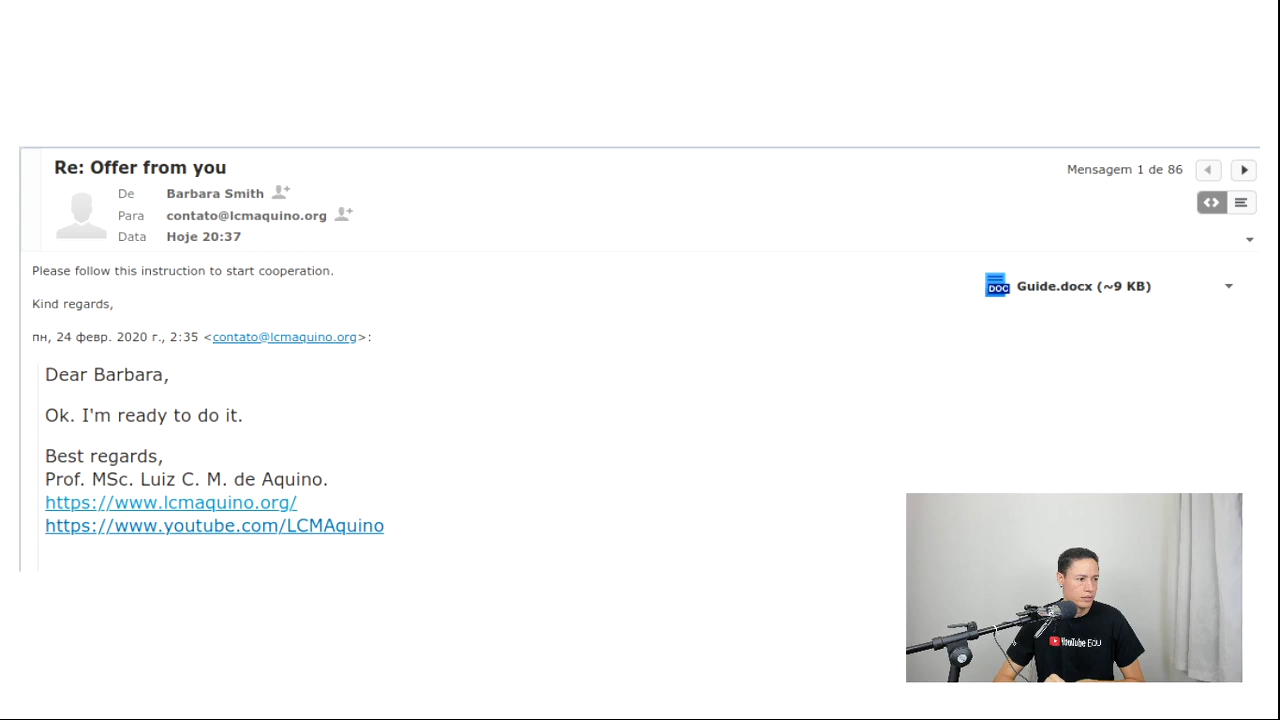 Re: Offer from you
Mensagem 1 de 86
De Barbara Smith
Para contato@lcmaquino.org
Data Hoje 20:37
Please follow this instruction to start cooperation.
DOC Guide.docx (~9 KB)
Kind regards,
пн, 24 февр. 2020 г., 2:35 <contato@lcmaquino.org>:
Dear Barbara,
Ok. I'm ready to do it.
Best regards,
Prof. MSc. Luiz C. M. de Aquino.
https://www.lcmaquino.org/
https://www.youtube.com/LCMAquino
YouTube Edu